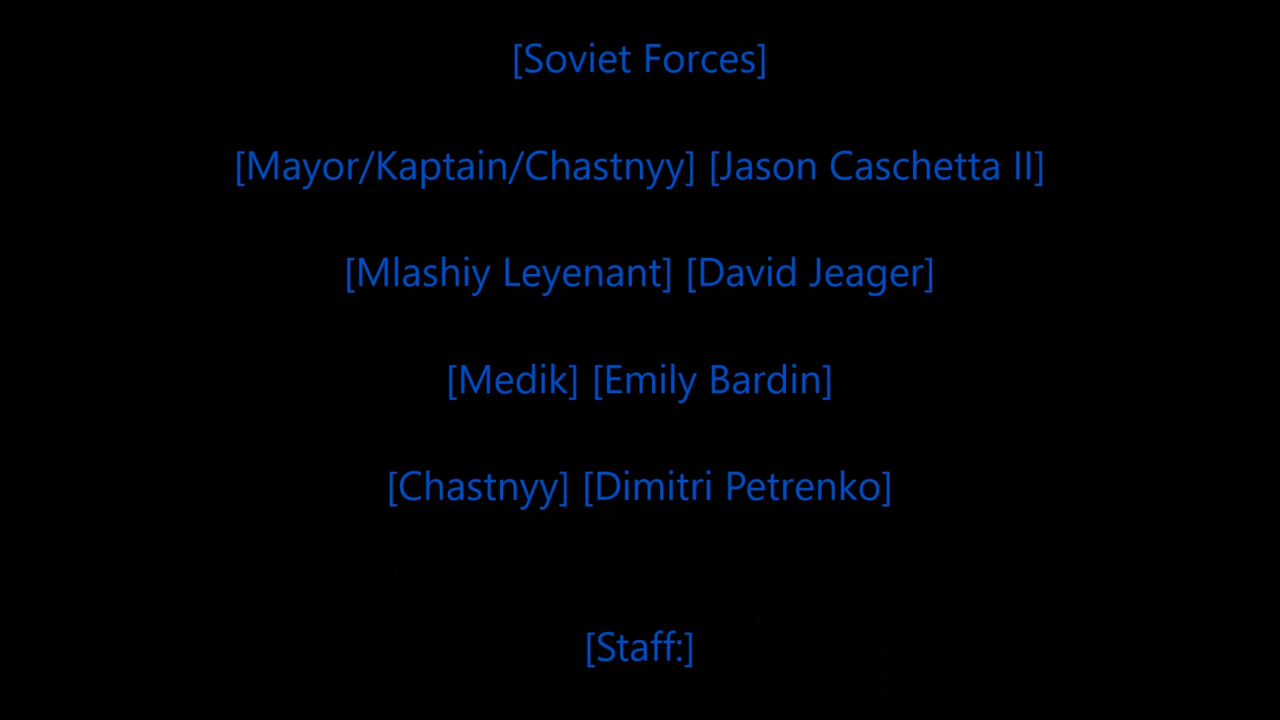 [Soviet Forces]
[Mayor/Kaptain/Chastnyy] [Jason Caschetta II]
[Mlashiy Leyenant] [David Jeager]
[Medik] [Emily Bardin]
[Chastnyy] [Dimitri Petrenko]
[Staff:]